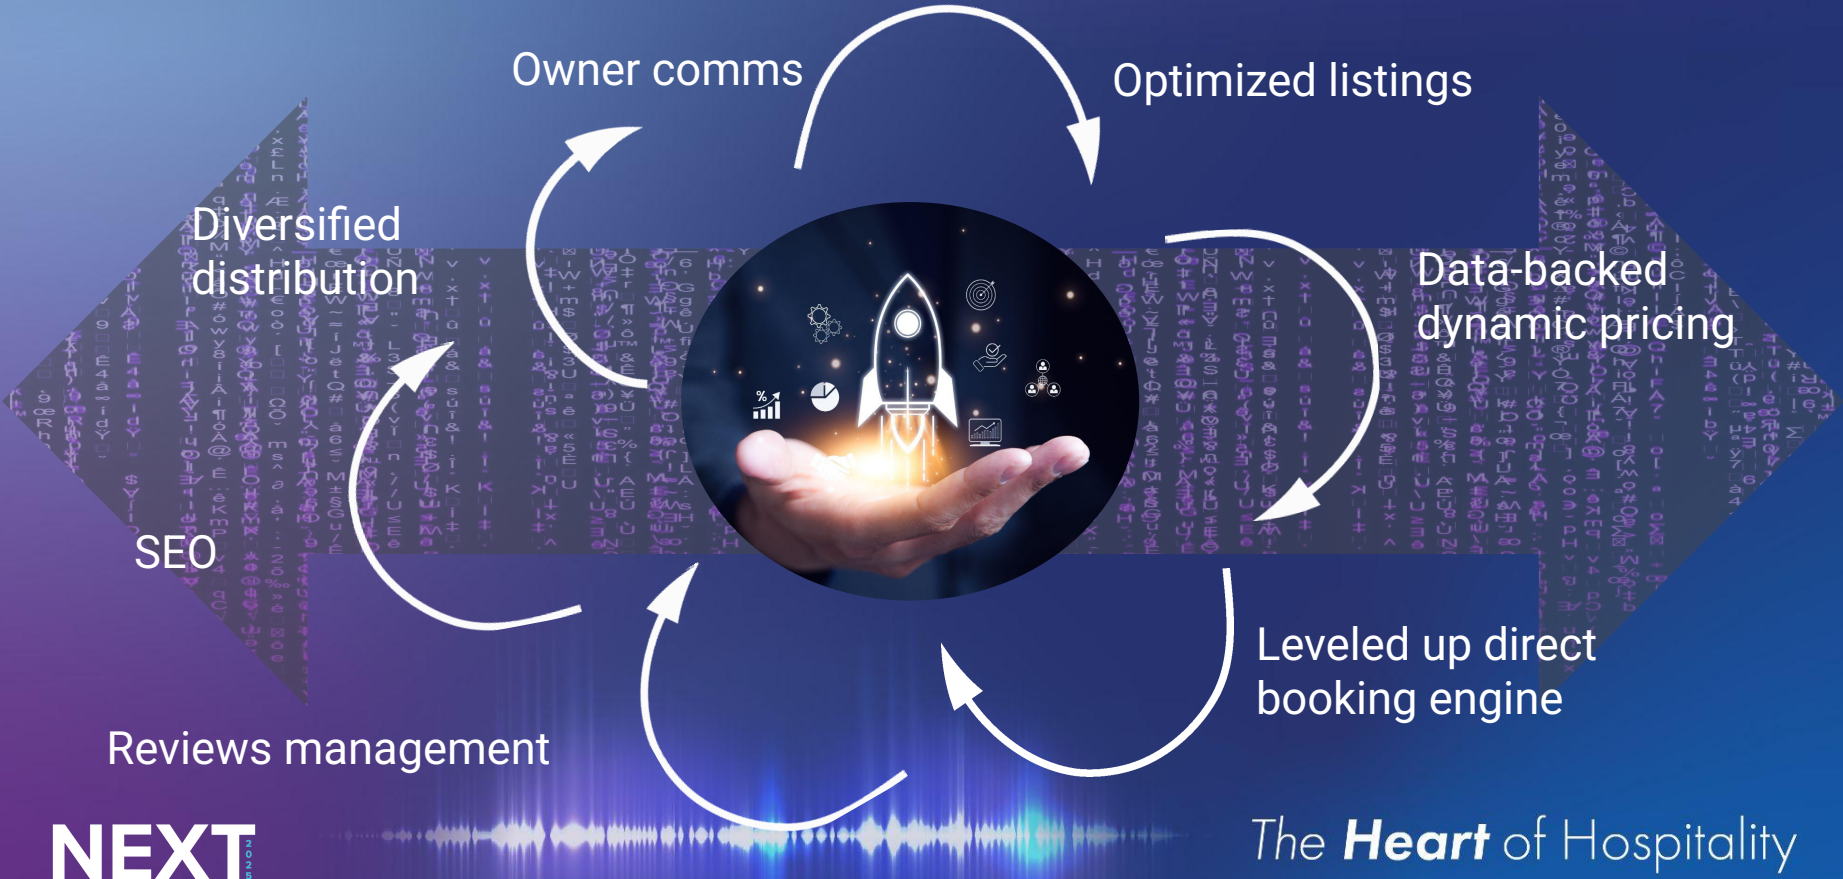 Owner comms
Optimized listings
Diversified
distribution
Data-backed
dynamic pricing
SEO
Leveled up direct
booking engine
Reviews management
NEXT
2025
The Heart of Hospitality